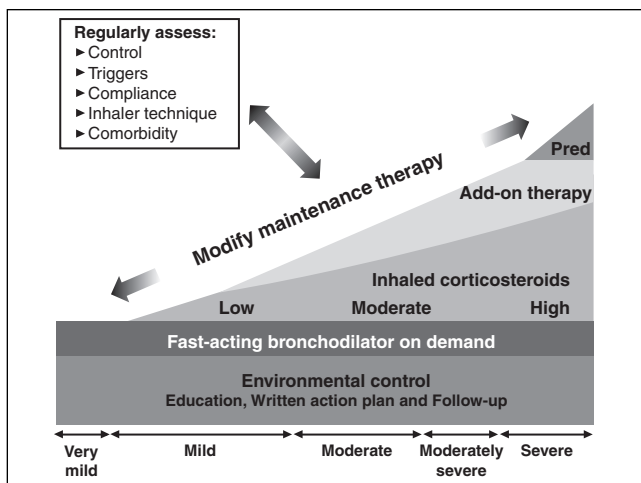 Regularly assess:
► Control
► Triggers
► Compliance
► Inhaler technique
► Comorbidity
Modify maintenance therapy
Pred
Add-on therapy
Inhaled corticosteroids
Low Moderate High
Fast-acting bronchodilator on demand
Environmental control
Education, Written action plan and Follow-up
Very
mild
Mild
Moderate
Moderately
severe
Severe